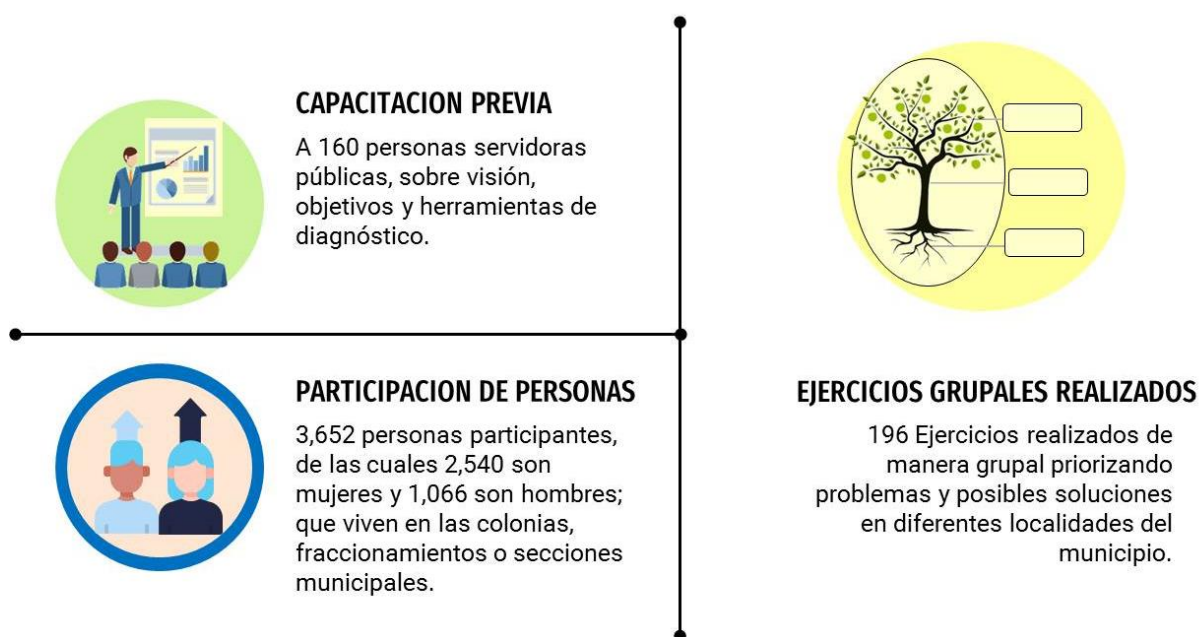 CAPACITACION PREVIA
A 160 personas servidoras
públicas, sobre visión,
objetivos y herramientas de
diagnóstico.
PARTICIPACION DE PERSONAS
3,652 personas participantes,
de las cuales 2,540 son
mujeres y 1,066 son hombres;
que viven en las colonias,
fraccionamientos o secciones
municipales.
EJERCICIOS GRUPALES REALIZADOS
196 Ejercicios realizados de
manera grupal priorizando
problemas y posibles soluciones
en diferentes localidades del
municipio.